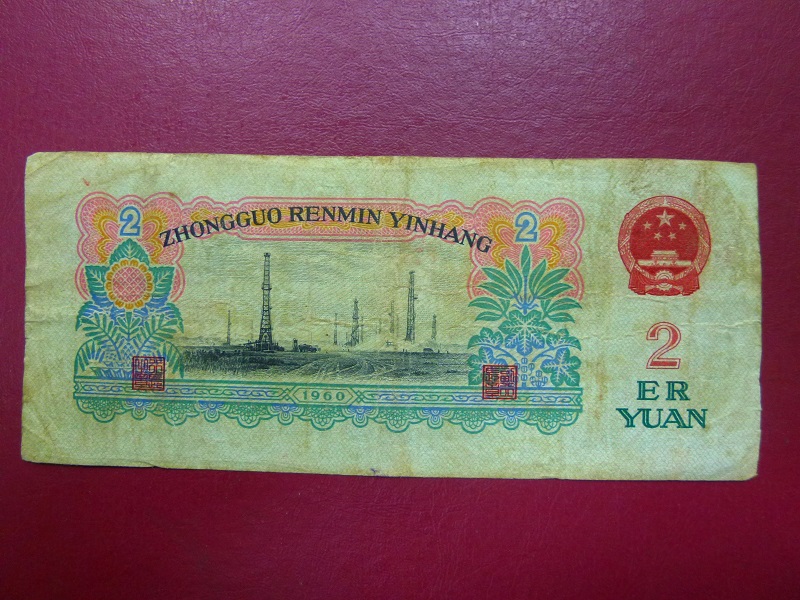 2
ZHONGGUO RENMIN YINHANG
2
1960
2
ER
YUAN